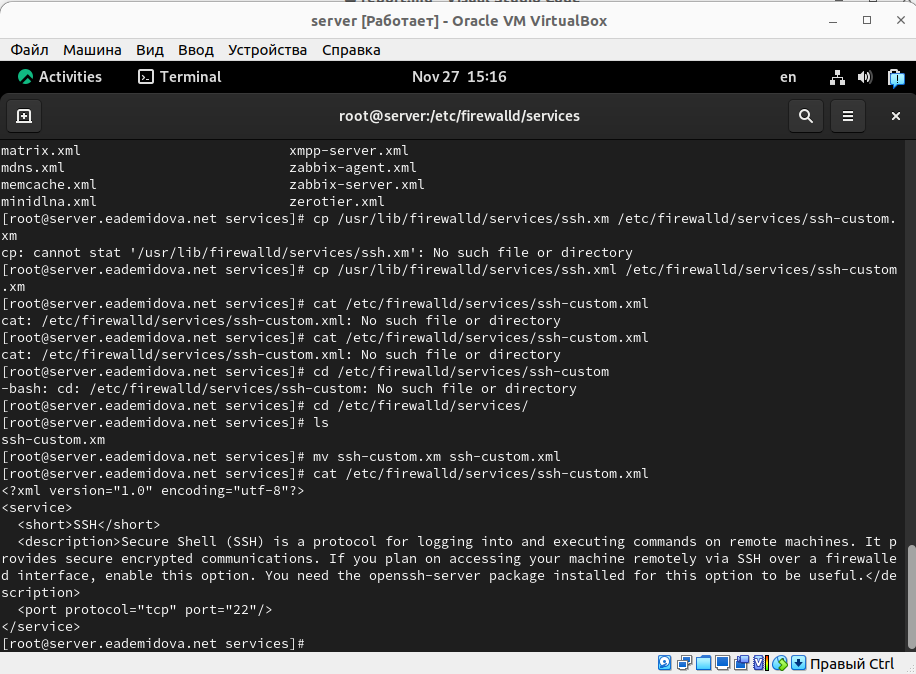 server [Работает] - Oracle VM VirtualBox
Файл Машина Вид Ввод Устройства Справка
Activities Terminal Nov 27 15:16 en
root@server:/etc/firewalld/services
matrix.xml xmpp-server.xml
mdns.xml zabbix-agent.xml
memcache.xml zabbix-server.xml
minidlna.xml zerotier.xml
[root@server.eademidova.net services]# cp /usr/lib/firewalld/services/ssh.xm /etc/firewalld/services/ssh-custom.
xm
cp: cannot stat '/usr/lib/firewalld/services/ssh.xm': No such file or directory
[root@server.eademidova.net services]# cp /usr/lib/firewalld/services/ssh.xml /etc/firewalld/services/ssh-custom
.xm
[root@server.eademidova.net services]# cat /etc/firewalld/services/ssh-custom.xml
cat: /etc/firewalld/services/ssh-custom.xml: No such file or directory
[root@server.eademidova.net services]# cat /etc/firewalld/services/ssh-custom.xml
cat: /etc/firewalld/services/ssh-custom.xml: No such file or directory
[root@server.eademidova.net services]# cd /etc/firewalld/services/ssh-custom
-bash: cd: /etc/firewalld/services/ssh-custom: No such file or directory
[root@server.eademidova.net services]# cd /etc/firewalld/services/
[root@server.eademidova.net services]# ls
ssh-custom.xm
[root@server.eademidova.net services]# mv ssh-custom.xm ssh-custom.xml
[root@server.eademidova.net services]# cat /etc/firewalld/services/ssh-custom.xml
<?xml version="1.0" encoding="utf-8"?>
<service>
  <short>SSH</short>
  <description>Secure Shell (SSH) is a protocol for logging into and executing commands on remote machines. It p
rovides secure encrypted communications. If you plan on accessing your machine remotely via SSH over a firewalle
d interface, enable this option. You need the openssh-server package installed for this option to be useful.</de
scription>
  <port protocol="tcp" port="22"/>
</service>
[root@server.eademidova.net services]#
Правый Ctrl